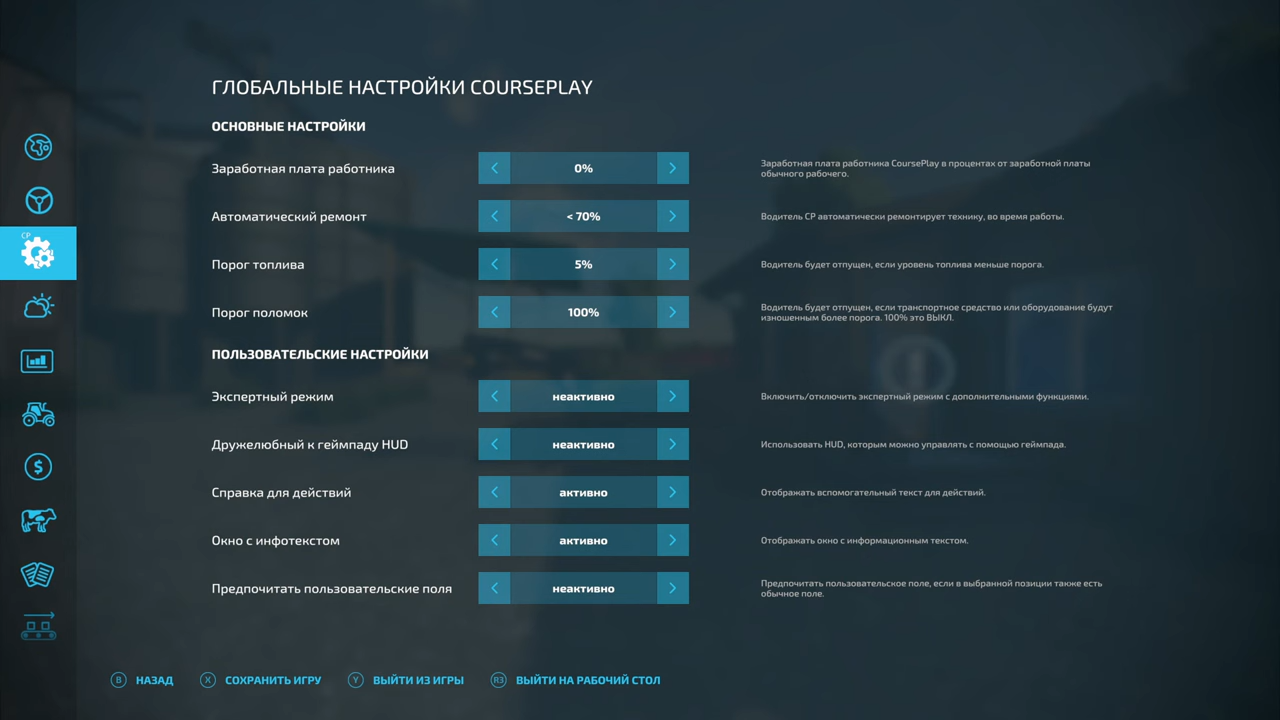 ГЛОБАЛЬНЫЕ НАСТРОЙКИ COURSEPLAY
ОСНОВНЫЕ НАСТРОЙКИ
Заработная плата работника
0%
Заработная плата работника CoursePlay в процентах от заработной платы
обычного рабочего.
Автоматический ремонт
< 70%
Водитель CP автоматически ремонтирует технику, во время работы.
CP
Порог топлива
5%
Водитель будет отпущен, если уровень топлива меньше порога.
Порог поломок
100%
Водитель будет отпущен, если транспортное средство или оборудование будут
изношенным более порога. 100% это ВЫКЛ.
ПОЛЬЗОВАТЕЛЬСКИЕ НАСТРОЙКИ
Экспертный режим
неактивно
Включить/отключить экспертный режим с дополнительными функциями.
Дружелюбный к геймпаду HUD
неактивно
Использовать HUD, которым можно управлять с помощью геймпада.
Справка для действий
активно
Отображать вспомогательный текст для действий.
Окно с инфотекстом
активно
Отображать окно с информационным текстом.
Предпочитать пользовательские поля
неактивно
Предпочитать пользовательское поле, если в выбранной позиции также есть
обычное поле.
B НАЗАД
X СОХРАНИТЬ ИГРУ
Y ВЫЙТИ ИЗ ИГРЫ
R3 ВЫЙТИ НА РАБОЧИЙ СТОЛ